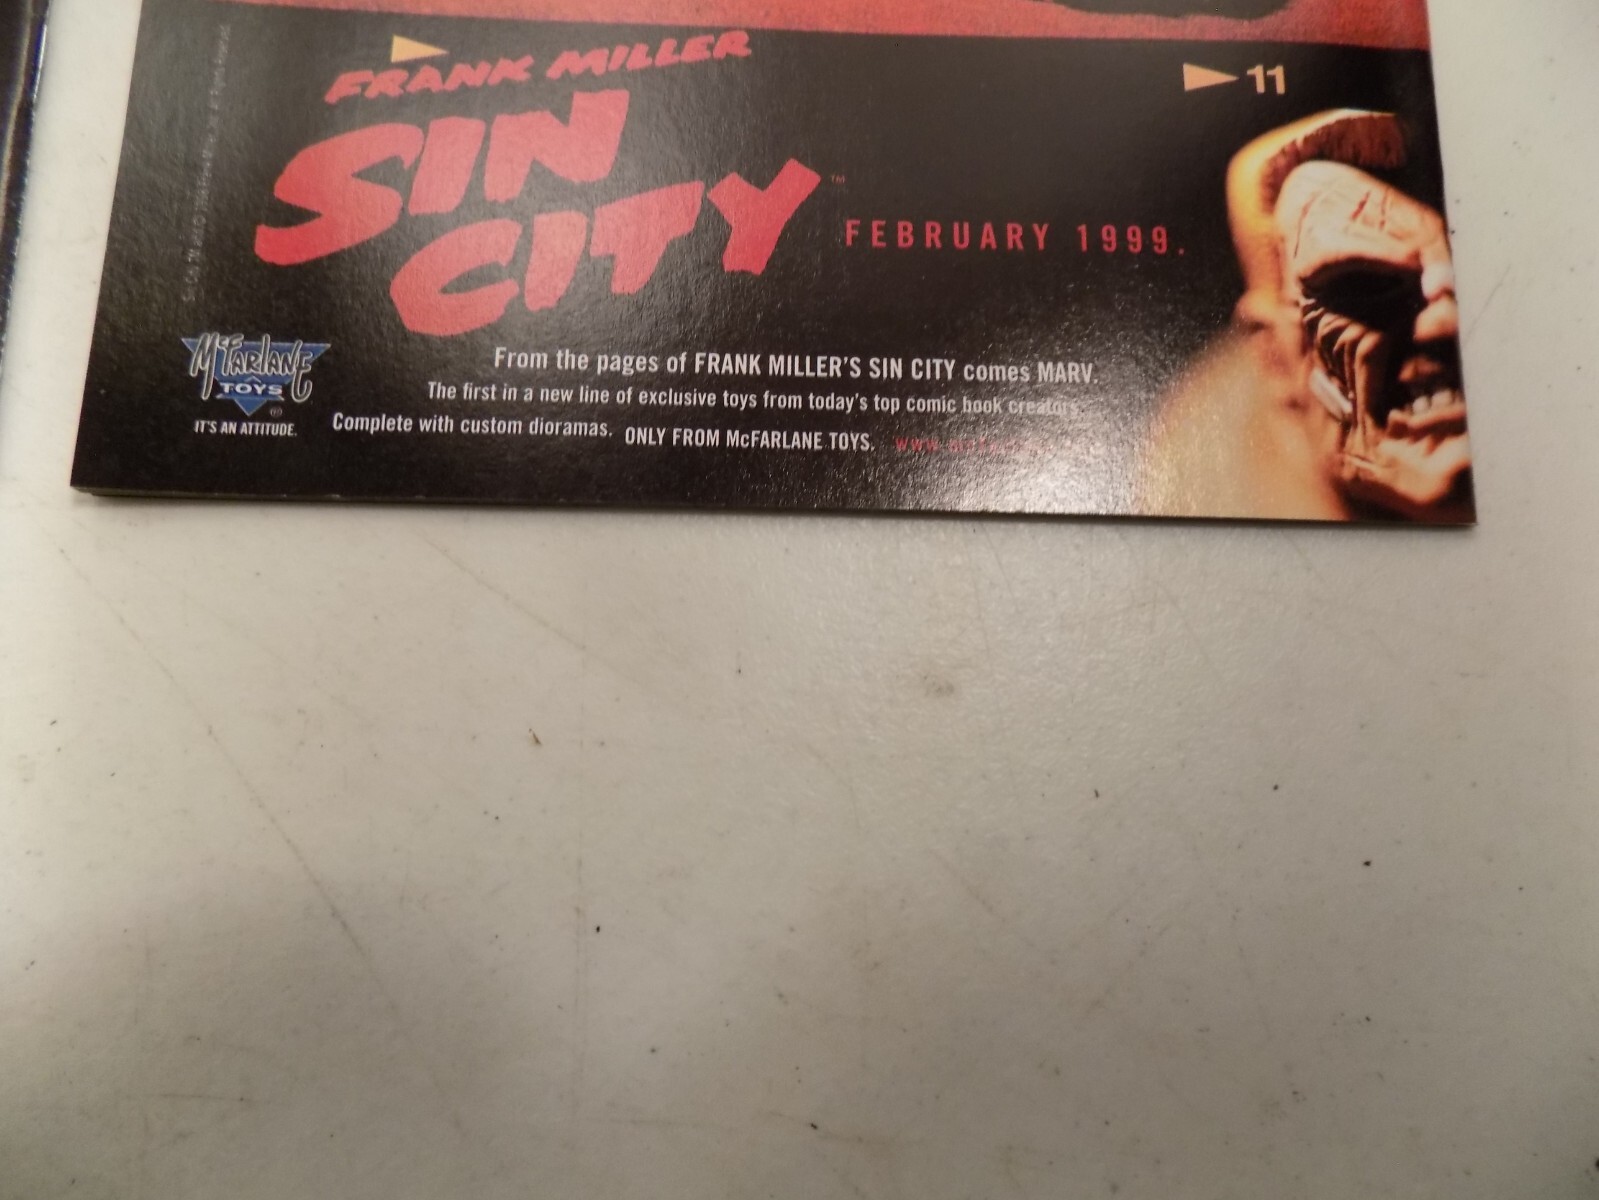 FRANK MILLER
SIN
CITY™
11
FEBRUARY 1999.
From the pages of FRANK MILLER'S SIN CITY comes MARV.
The first in a new line of exclusive toys from today's top comic book creators.
Complete with custom dioramas. ONLY FROM McFARLANE TOYS.
McFARLANE
TOYS®
IT'S AN ATTITUDE.